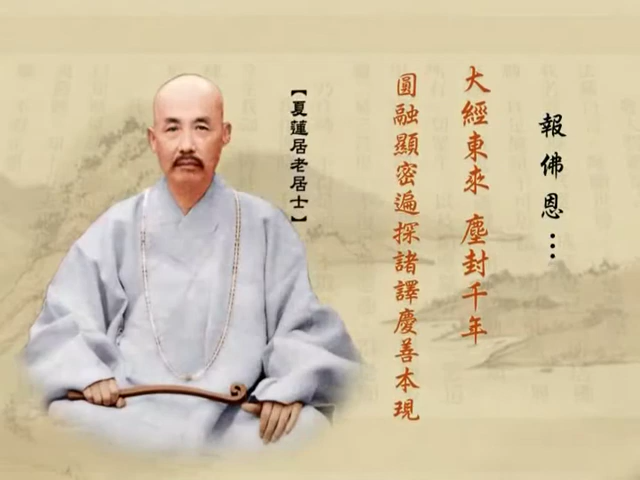 報佛恩…
大經東來 塵封千年
圓融顯密遍探諸譯慶善本現
【夏蓮居老居士】